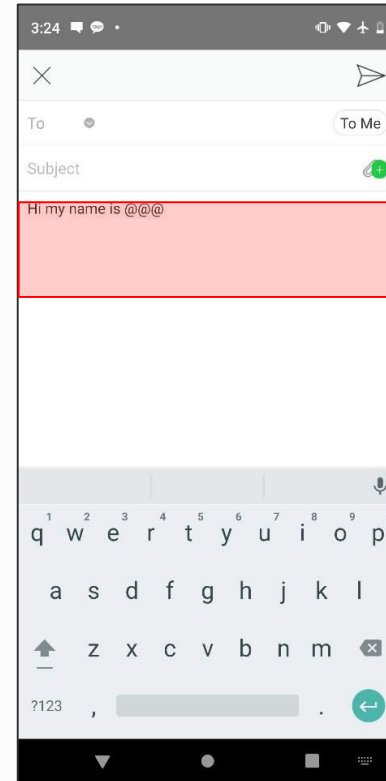 3:24
To
To Me
Subject
Hi my name is @@@
1 2 3 4 5 6 7 8 9
q w e r t y u i o p
a s d f g h j k l
z x c v b n m
?123 , .